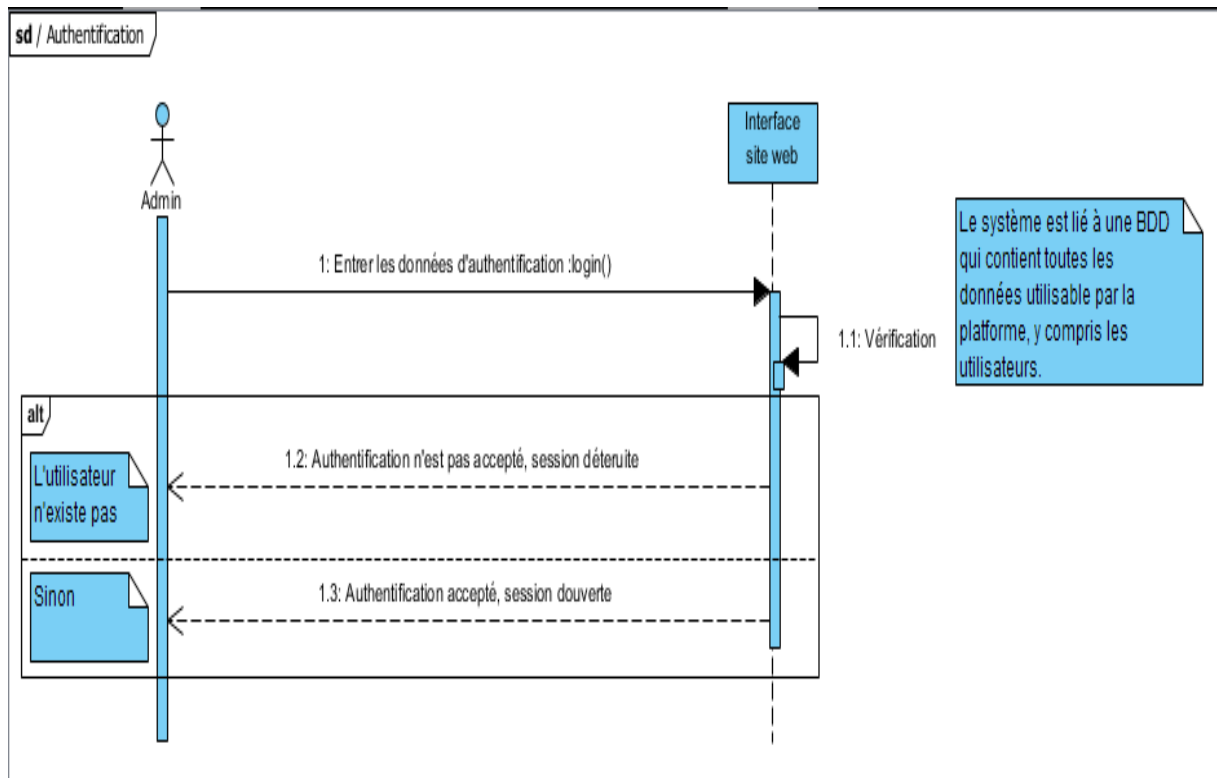 sd / Authentification
Interface
site web
Admin
Le système est lié à une BDD
qui contient toutes les
données utilisable par la
platforme, y compris les
utilisateurs.
1: Entrer les données d'authentification :login()
1.1: Vérification
alt
L'utilisateur
n'existe pas
1.2: Authentification n'est pas accepté, session déteruite
Sinon
1.3: Authentification accepté, session douverte